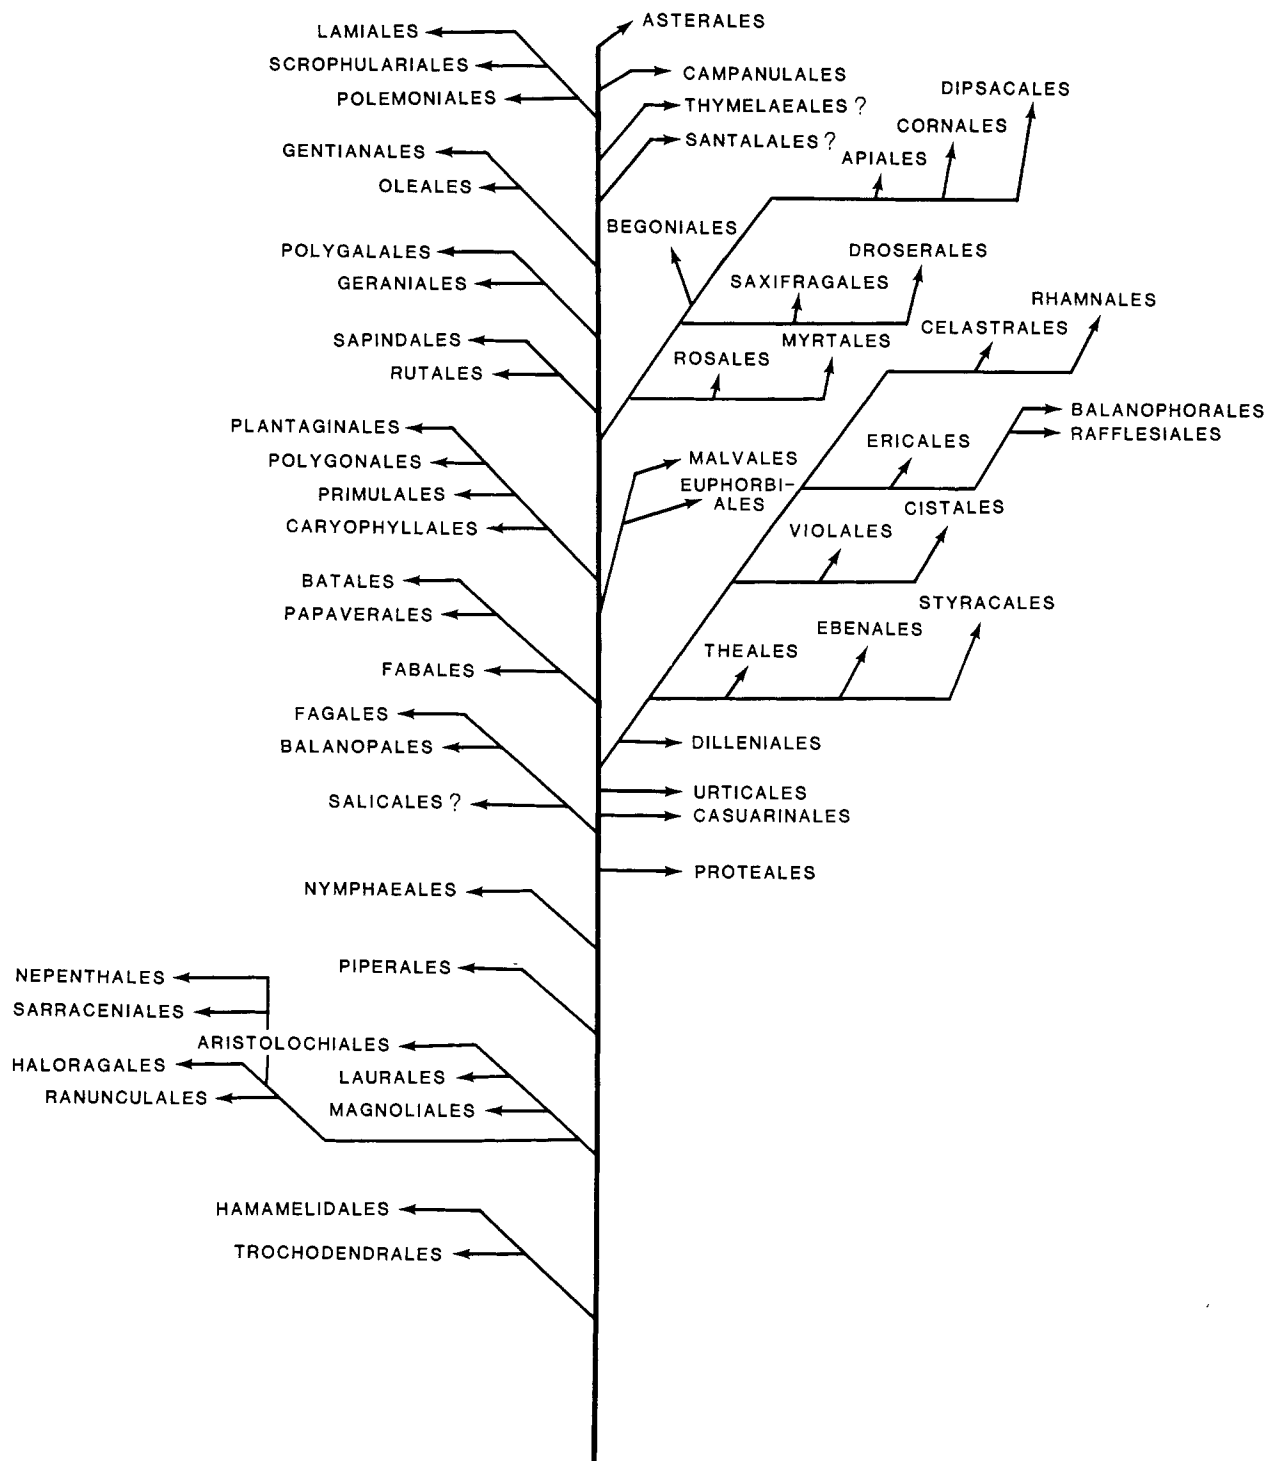 ASTERALES
LAMIALES
SCROPHULARIALES
CAMPANULALES
POLEMONIALES
THYMELAEALES ?
DIPSACALES
CORNALES
SANTALALES ?
APIALES
GENTIANALES
OLEALES
BEGONIALES
POLYGALALES
DROSERALES
GERANIALES
SAXIFRAGALES
RHAMNALES
CELASTRALES
SAPINDALES
MYRTALES
ROSALES
RUTALES
BALANOPHORALES
PLANTAGINALES
RAFFLESIALES
ERICALES
POLYGONALES
MALVALES
EUPHORBI-
ALES
PRIMULALES
CISTALES
CARYOPHYLLALES
VIOLALES
BATALES
STYRACALES
PAPAVERALES
EBENALES
THEALES
FABALES
FAGALES
BALANOPALES
DILLENIALES
URTICALES
SALICALES ?
CASUARINALES
PROTEALES
NYMPHAEALES
PIPERALES
NEPENTHALES
SARRACENIALES
ARISTOLOCHIALES
HALORAGALES
LAURALES
RANUNCULALES
MAGNOLIALES
HAMAMELIDALES
TROCHODENDRALES